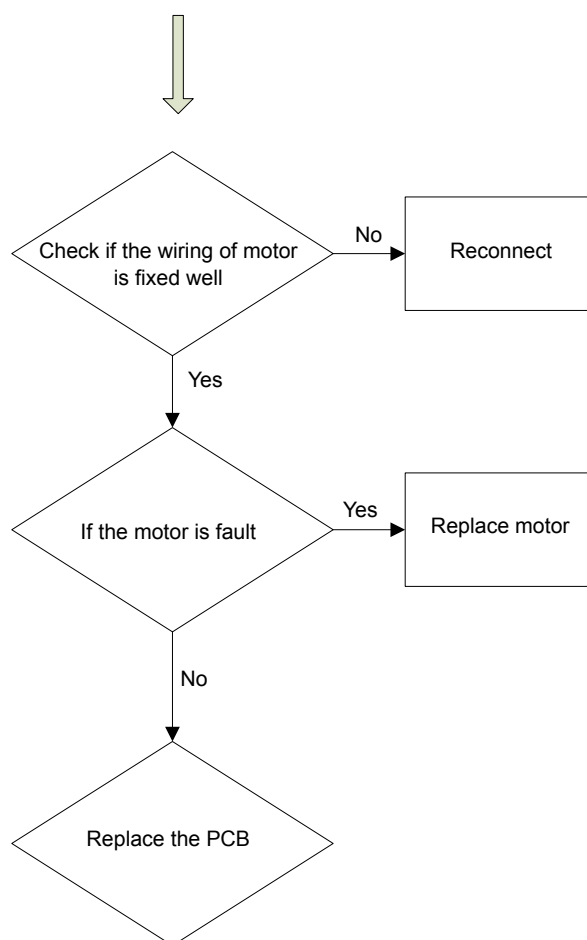 Check if the wiring of motor
is fixed well
No
Reconnect
Yes
If the motor is fault
Yes
Replace motor
No
Replace the PCB